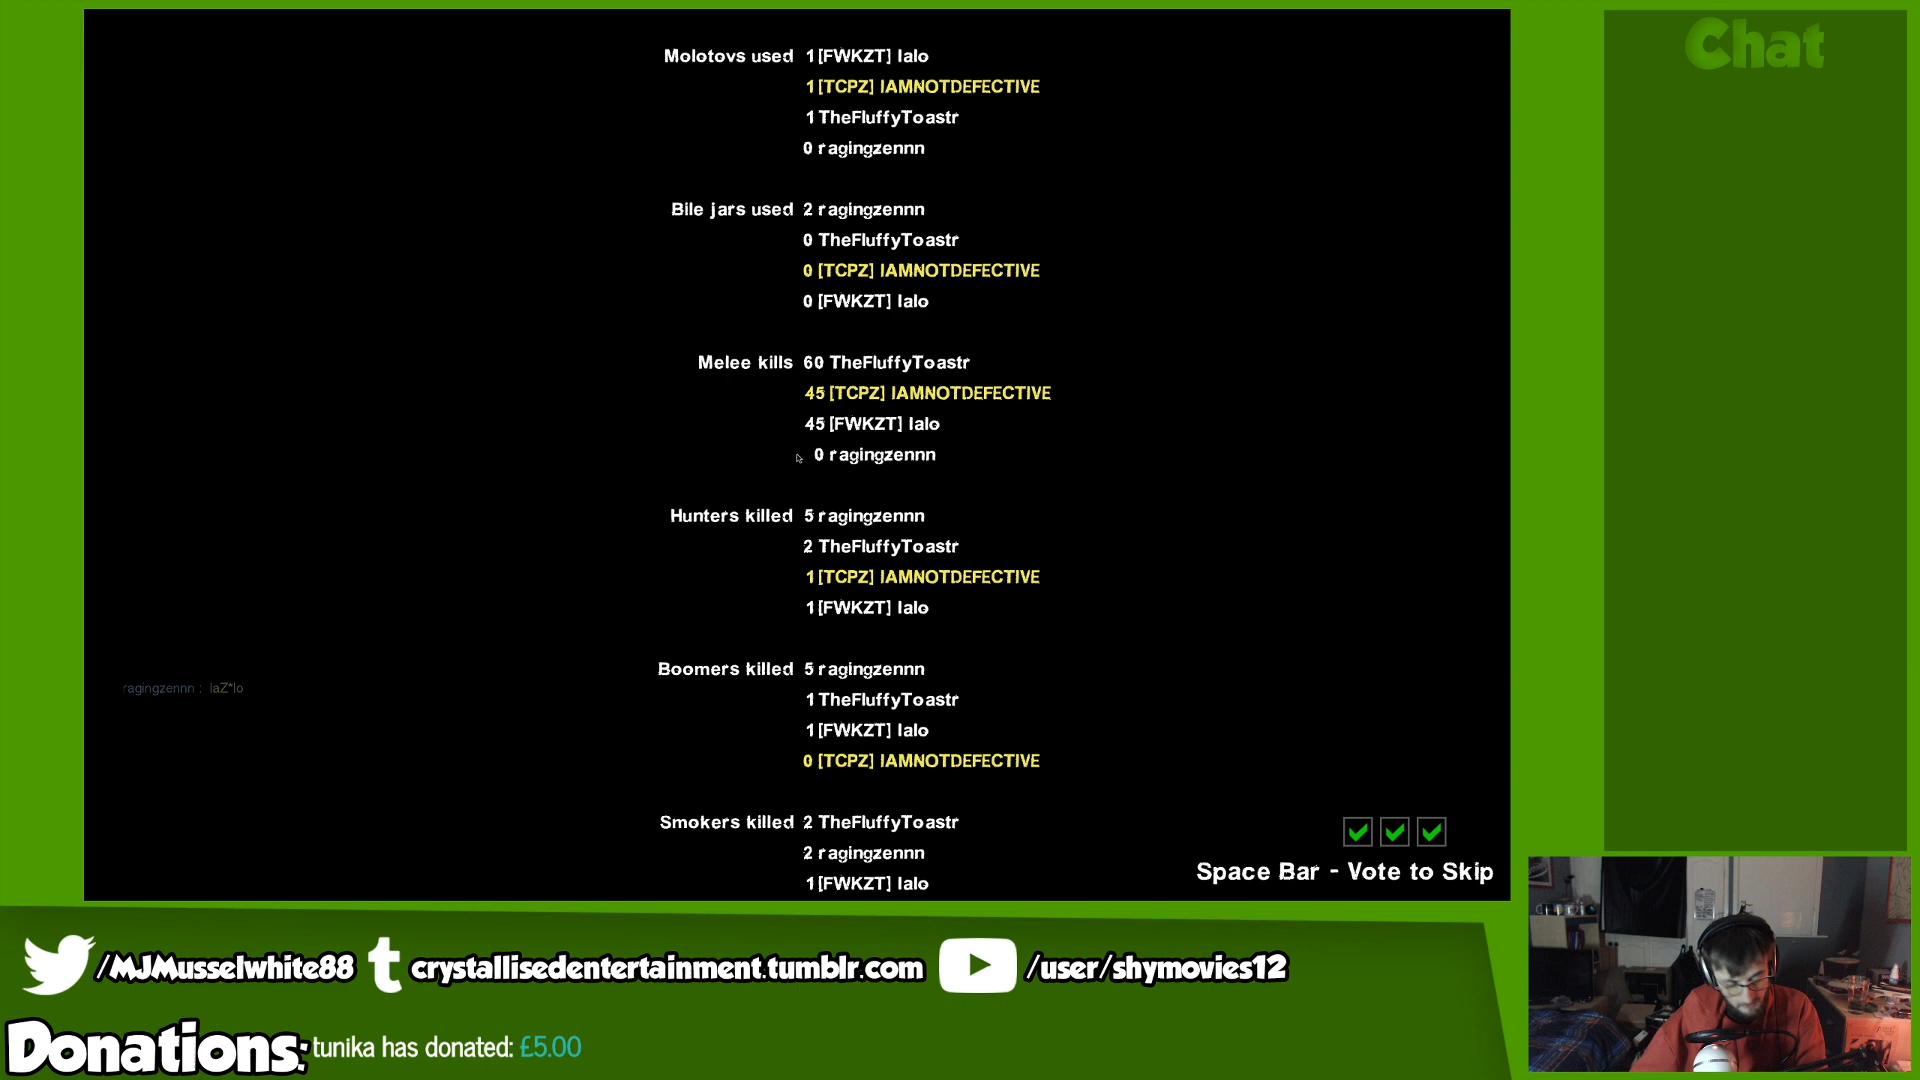 Molotovs used 1 [FWKZT] lalo
1 [TCPZ] IAMNOTDEFECTIVE
1 TheFluffyToastr
0 ragingzennn
Bile jars used 2 ragingzennn
0 TheFluffyToastr
0 [TCPZ] IAMNOTDEFECTIVE
0 [FWKZT] lalo
Melee kills 60 TheFluffyToastr
45 [TCPZ] IAMNOTDEFECTIVE
45 [FWKZT] lalo
0 ragingzennn
Hunters killed 5 ragingzennn
2 TheFluffyToastr
1 [TCPZ] IAMNOTDEFECTIVE
1 [FWKZT] lalo
Boomers killed 5 ragingzennn
1 TheFluffyToastr
1 [FWKZT] lalo
0 [TCPZ] IAMNOTDEFECTIVE
Smokers killed 2 TheFluffyToastr
2 ragingzennn
1 [FWKZT] lalo
ragingzennn : laZ*lo
Space Bar - Vote to Skip
Chat
/MJMusselwhite88 crystallisedentertainment.tumblr.com /user/shymovies12
Donations: tunika has donated: £5.00